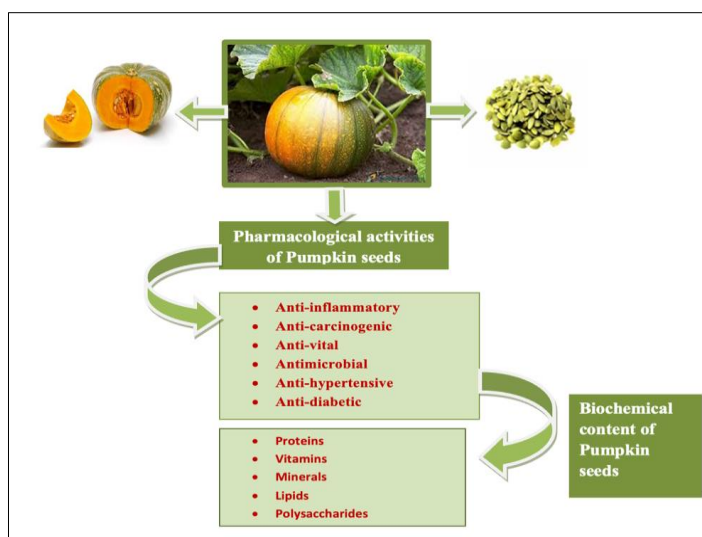 Pharmacological activities
of Pumpkin seeds
• Anti-inflammatory
• Anti-carcinogenic
• Anti-vital
• Antimicrobial
• Anti-hypertensive
• Anti-diabetic
Biochemical
content of
Pumpkin
seeds
• Proteins
• Vitamins
• Minerals
• Lipids
• Polysaccharides